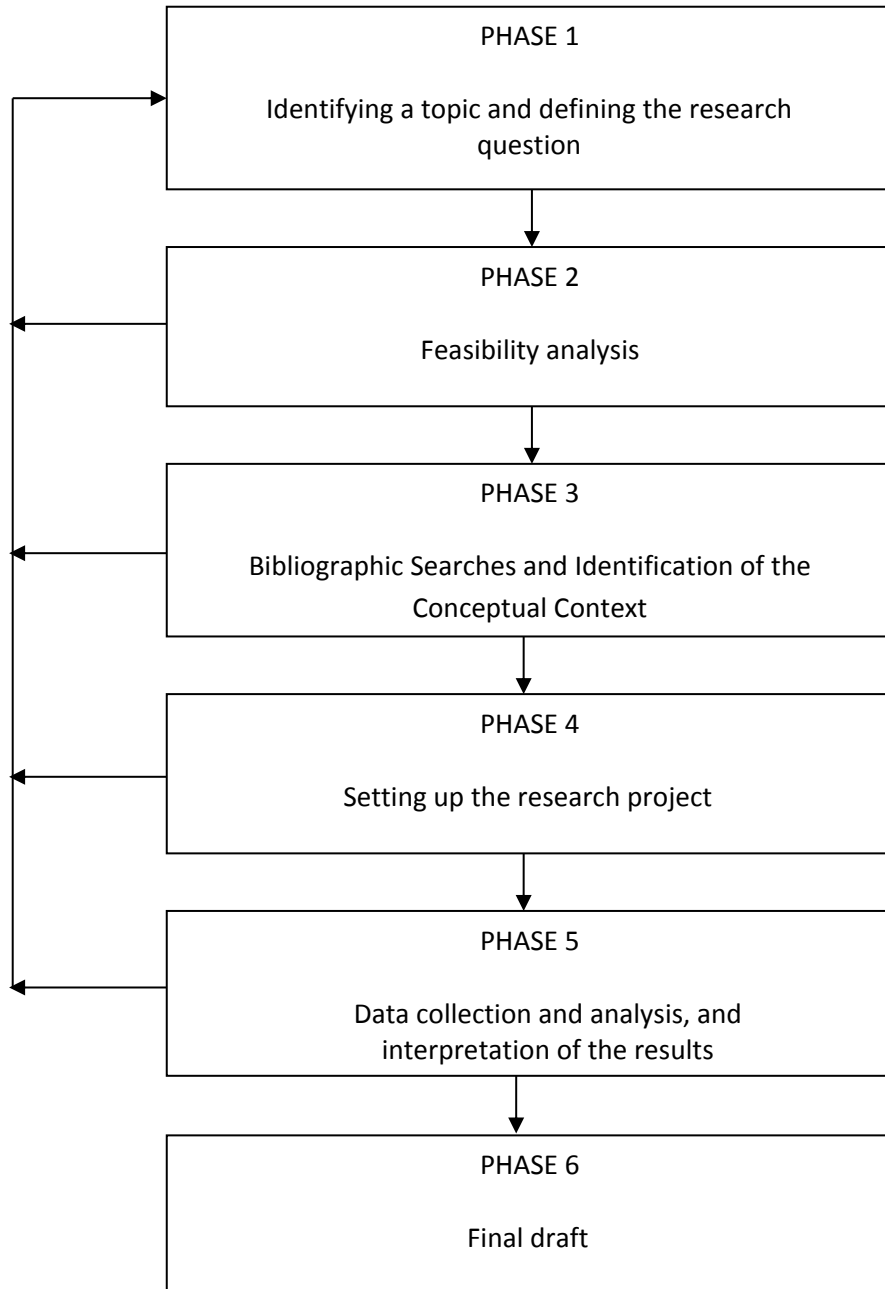 PHASE 1
Identifying a topic and defining the research
question
PHASE 2
Feasibility analysis
PHASE 3
Bibliographic Searches and Identification of the
Conceptual Context
PHASE 4
Setting up the research project
PHASE 5
Data collection and analysis, and
interpretation of the results
PHASE 6
Final draft